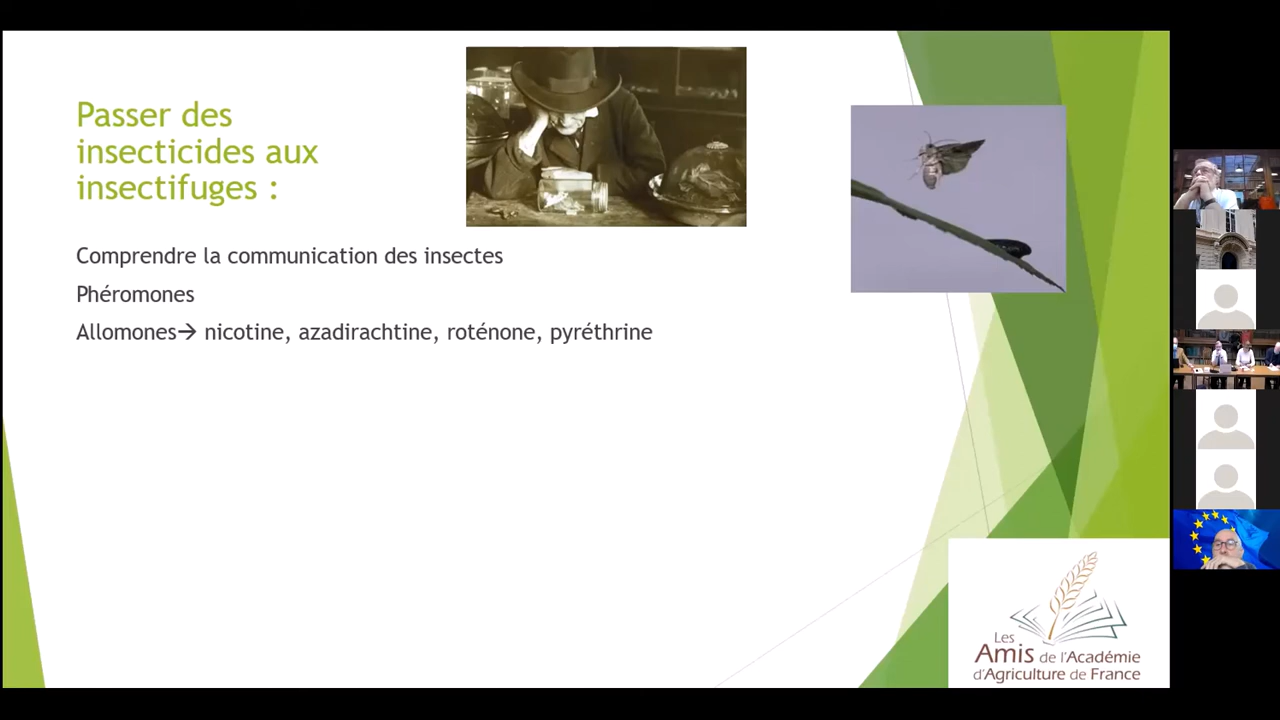 Passer des
insecticides aux
insectifuges :
Comprendre la communication des insectes
Phéromones
Allomones→ nicotine, azadirachtine, roténone, pyréthrine
Les
Amis de l'Académie
d'Agriculture de France